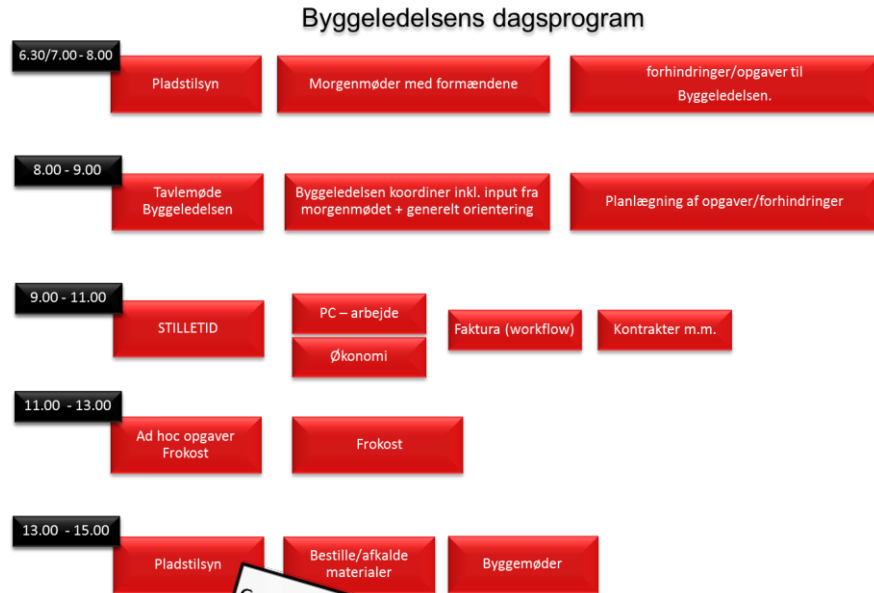 Byggeledelsens dagsprogram
6.30/7.00 - 8.00
Pladstilsyn
Morgenmøder med formændene
forhindringer/opgaver til
Byggeledelsen.
8.00 - 9.00
Tavlemøde
Byggeledelsen
Byggeledelsen koordiner inkl. input fra
morgenmødet + generelt orientering
Planlægning af opgaver/forhindringer
9.00 - 11.00
STILLETID
PC – arbejde
Økonomi
Faktura (workflow)
Kontrakter m.m.
11.00 - 13.00
Ad hoc opgaver
Frokost
Frokost
13.00 - 15.00
Pladstilsyn
Bestille/afkalde
materialer
Byggemøder